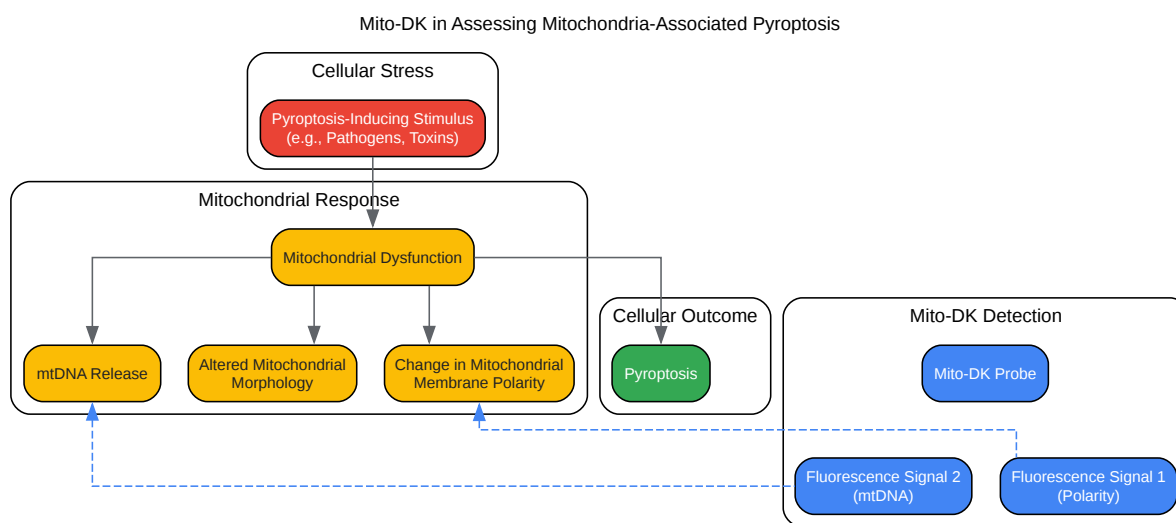 Mito-DK in Assessing Mitochondria-Associated Pyroptosis
Cellular Stress
Pyroptosis-Inducing Stimulus
(e.g., Pathogens, Toxins)
Mitochondrial Response
Mitochondrial Dysfunction
mtDNA Release
Altered Mitochondrial
Morphology
Change in Mitochondrial
Membrane Polarity
Cellular Outcome
Pyroptosis
Mito-DK Detection
Mito-DK Probe
Fluorescence Signal 2
(mtDNA)
Fluorescence Signal 1
(Polarity)